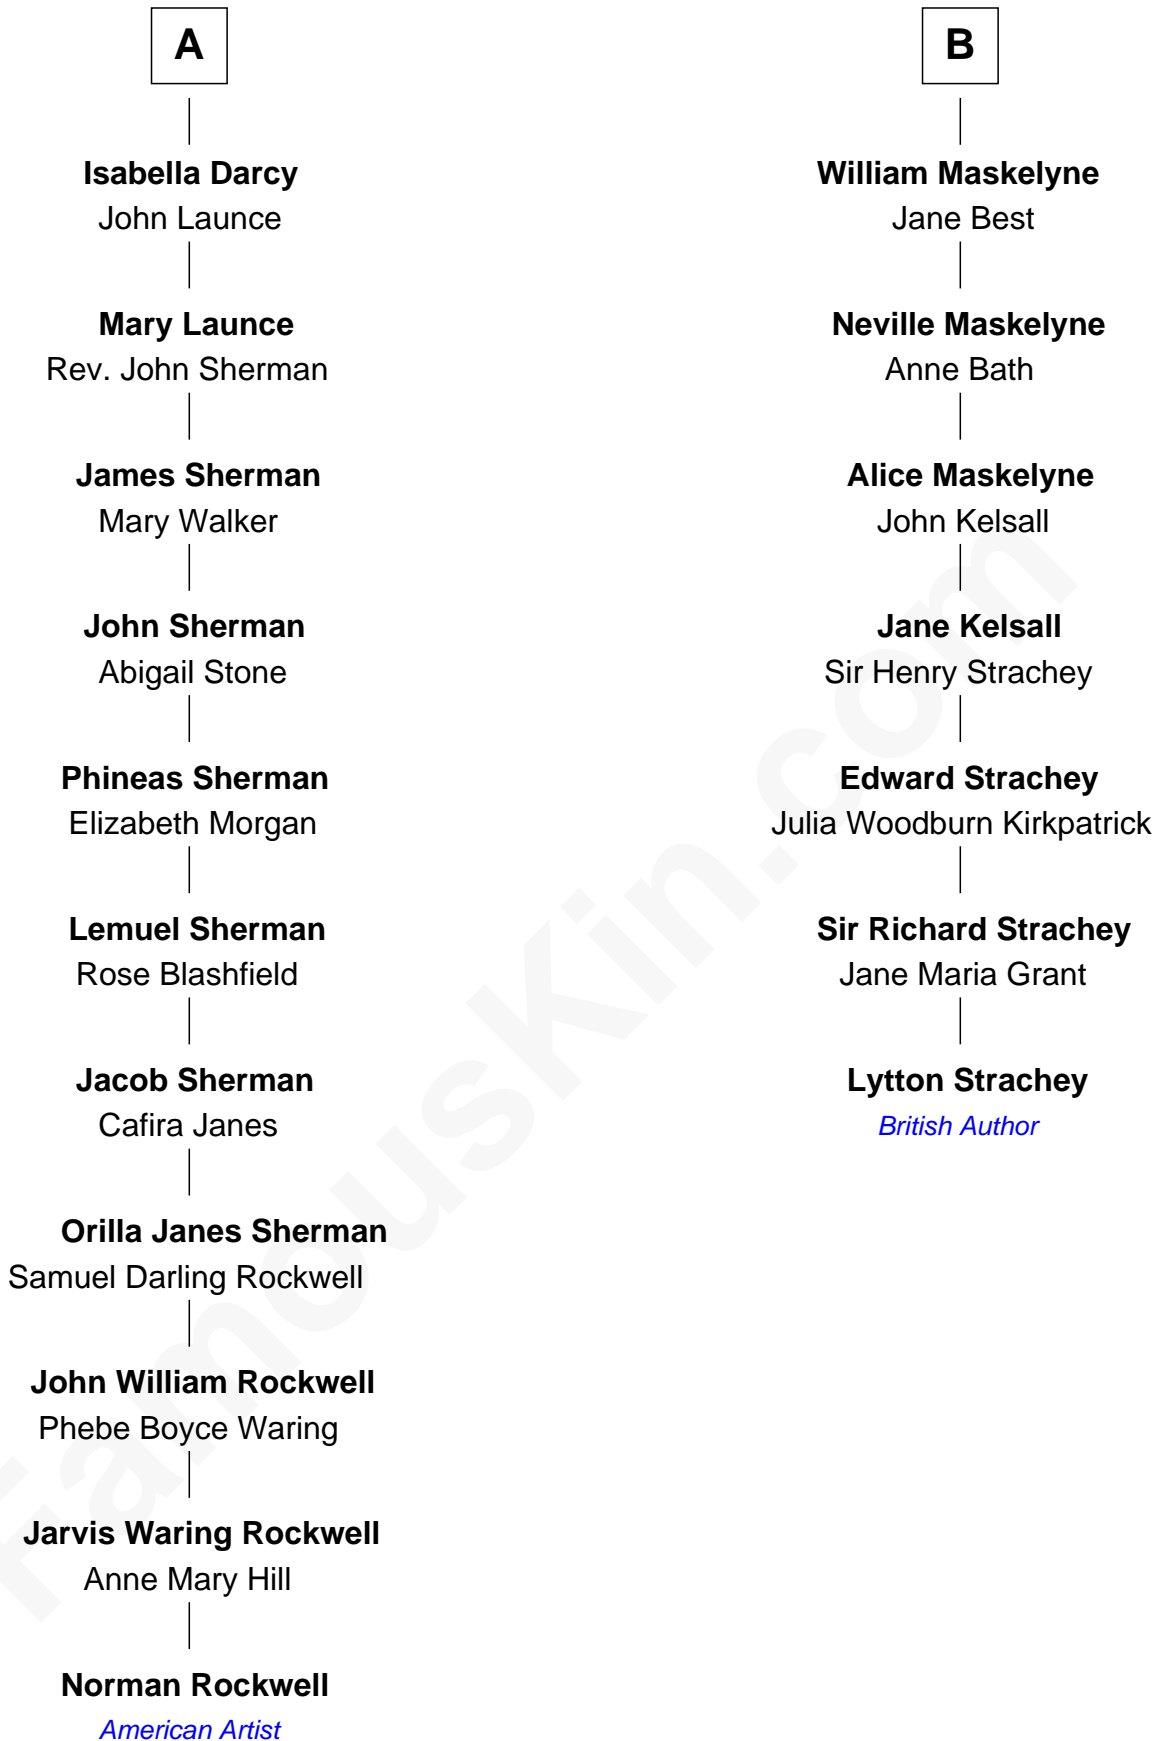 A
Isabella Darcy
John Launce
Mary Launce
Rev. John Sherman
James Sherman
Mary Walker
John Sherman
Abigail Stone
Phineas Sherman
Elizabeth Morgan
Lemuel Sherman
Rose Blashfield
Jacob Sherman
Cafira Janes
Orilla Janes Sherman
Samuel Darling Rockwell
John William Rockwell
Phebe Boyce Waring
Jarvis Waring Rockwell
Anne Mary Hill
Norman Rockwell
American Artist
B
William Maskelyne
Jane Best
Neville Maskelyne
Anne Bath
Alice Maskelyne
John Kelsall
Jane Kelsall
Sir Henry Strachey
Edward Strachey
Julia Woodburn Kirkpatrick
Sir Richard Strachey
Jane Maria Grant
Lytton Strachey
British Author
FamousKin.com